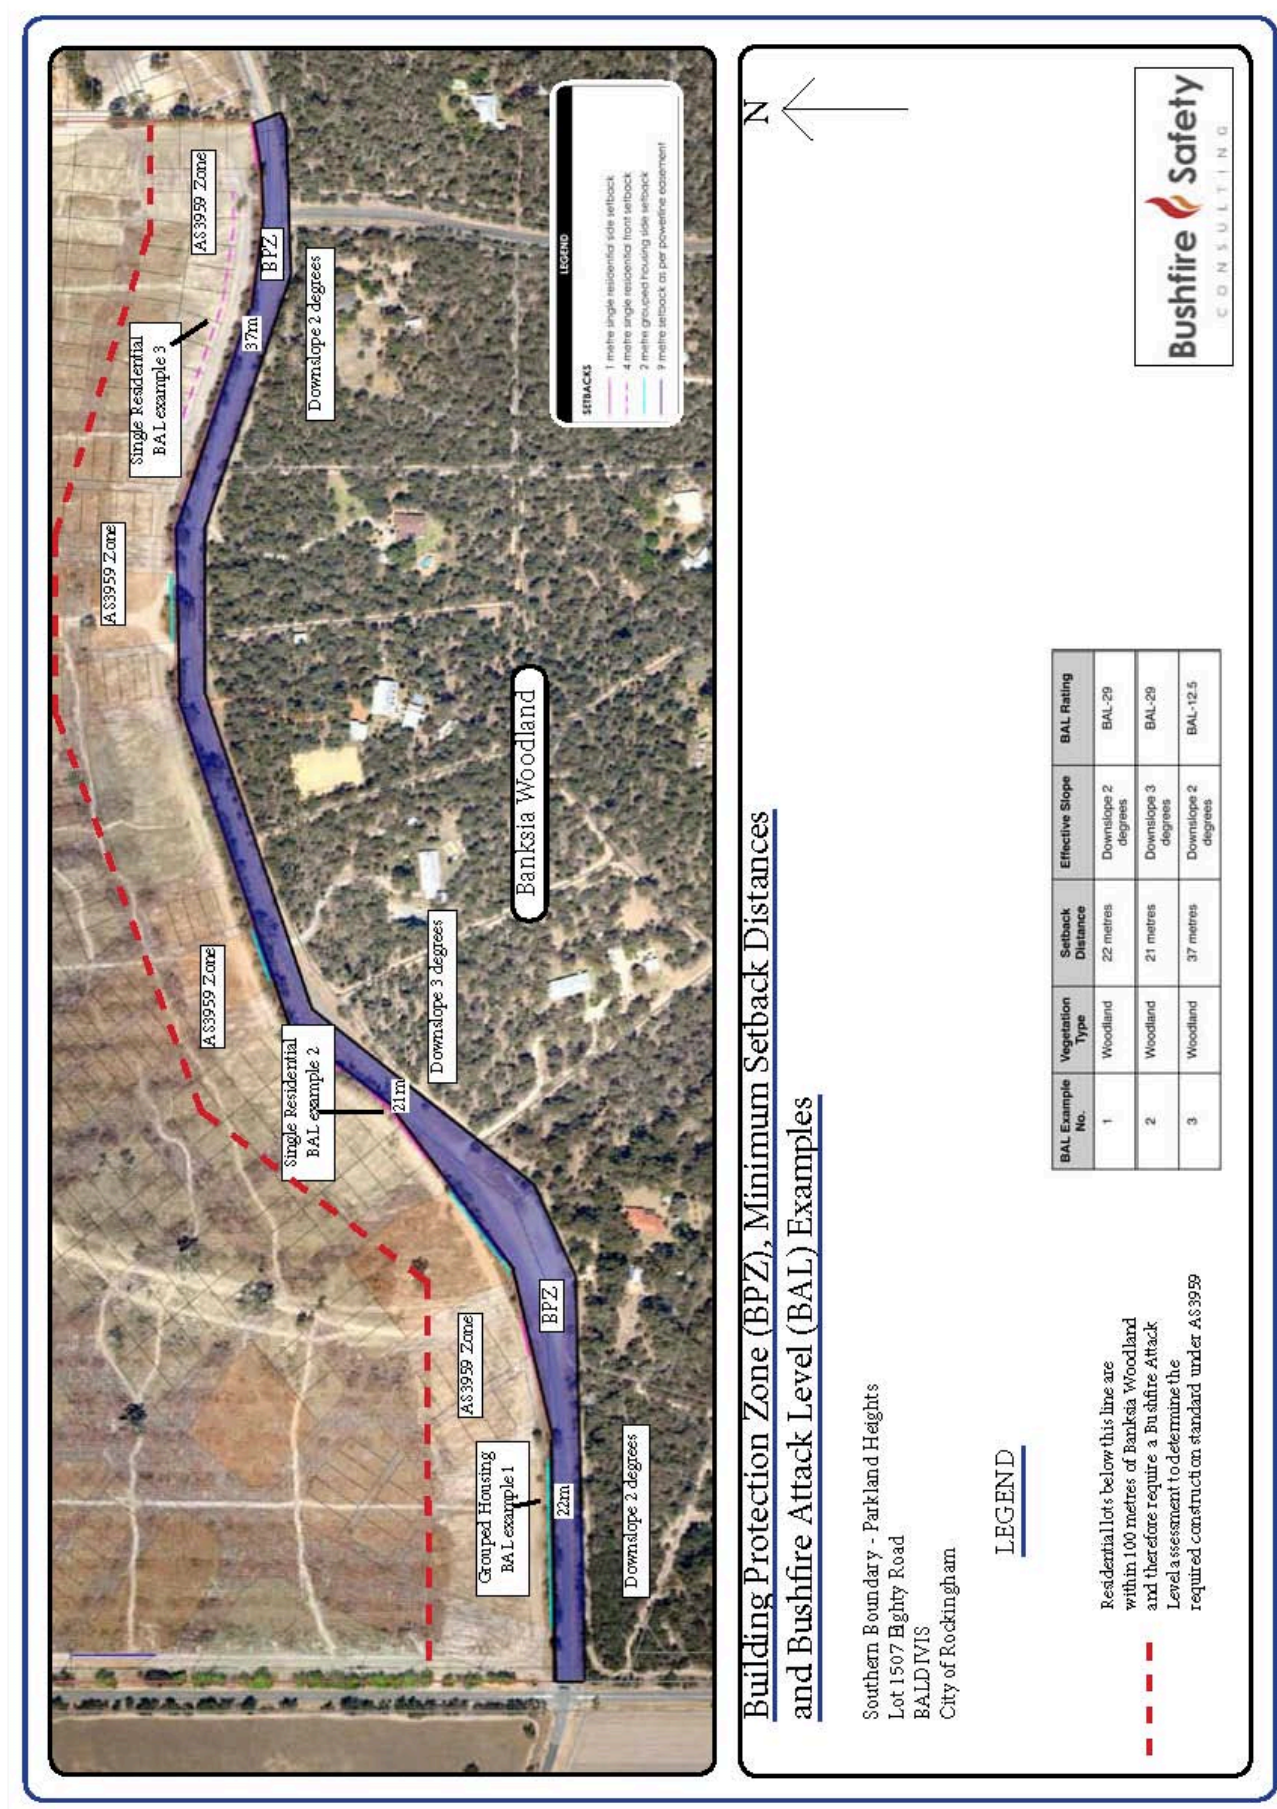 AS3959 Zone
Single Residential
BAL example 3
AS3959 Zone
AS3959 Zone
Single Residential
BAL example 2
AS3959 Zone
Grouped Housing
BAL example 1
22m
BPZ
21m
37m
BPZ
Downslope 2 degrees
Downslope 3 degrees
Downslope 2 degrees
Banksia Woodland
LEGEND
SETBACKS
1 metre single residential side setback
4 metre single residential front setback
2 metre grouped housing side setback
9 metre setback as per powerline easement
Building Protection Zone (BPZ), Minimum Setback Distances
and Bushfire Attack Level (BAL) Examples
N
Southern Boundary - Parkland Heights
Lot 1507 Eghty Road
BALDIVIS
City of Rockingham
LEGEND
Residential lots below this line are
within 100 metres of Banksia Woodland
and therefore require a Bushfire Attack
Level assessment to determine the
required construction standard under AS3959
BAL Example No. Vegetation Type Setback Distance Effective Slope BAL Rating
1 Woodland 22 metres Downslope 2 degrees BAL-29
2 Woodland 21 metres Downslope 3 degrees BAL-29
3 Woodland 37 metres Downslope 2 degrees BAL-12.5
Bushfire Safety
CONSULTING